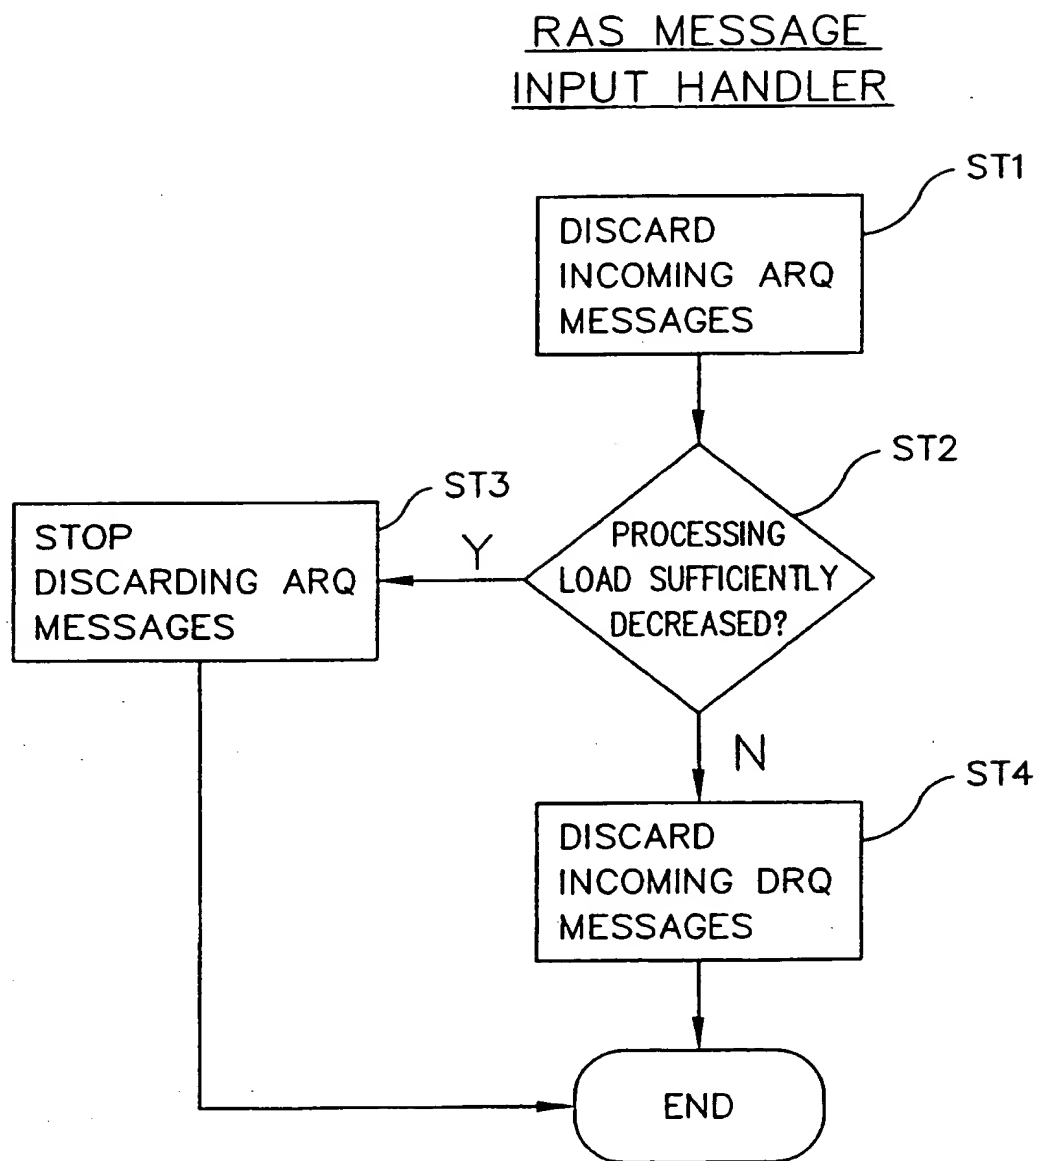 RAS MESSAGE
INPUT HANDLER
ST1
DISCARD
INCOMING ARQ
MESSAGES
ST2
PROCESSING
LOAD SUFFICIENTLY
DECREASED?
ST3
Y
STOP
DISCARDING ARQ
MESSAGES
N
ST4
DISCARD
INCOMING DRQ
MESSAGES
END